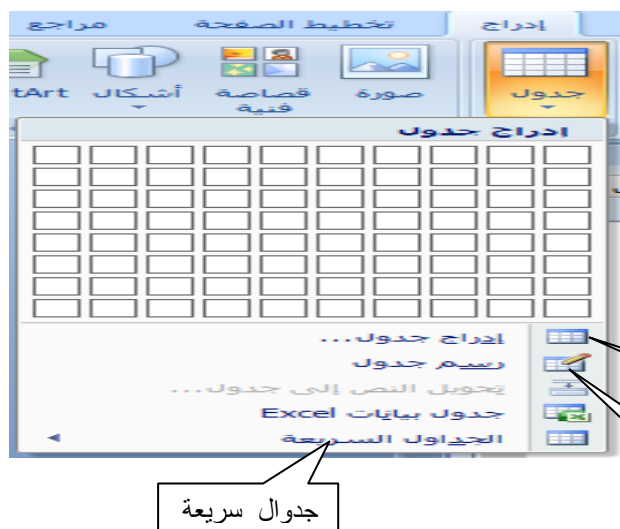 إدراج تخطيط الصفحة مراجع
جدول صورة قصاصة فنية أشكال tArt
إدراج جدول
إدراج جدول...
رسم جدول
تحويل النص إلى جدول...
جدول بيانات Excel
الجداول السريعة
جدوال سريعة